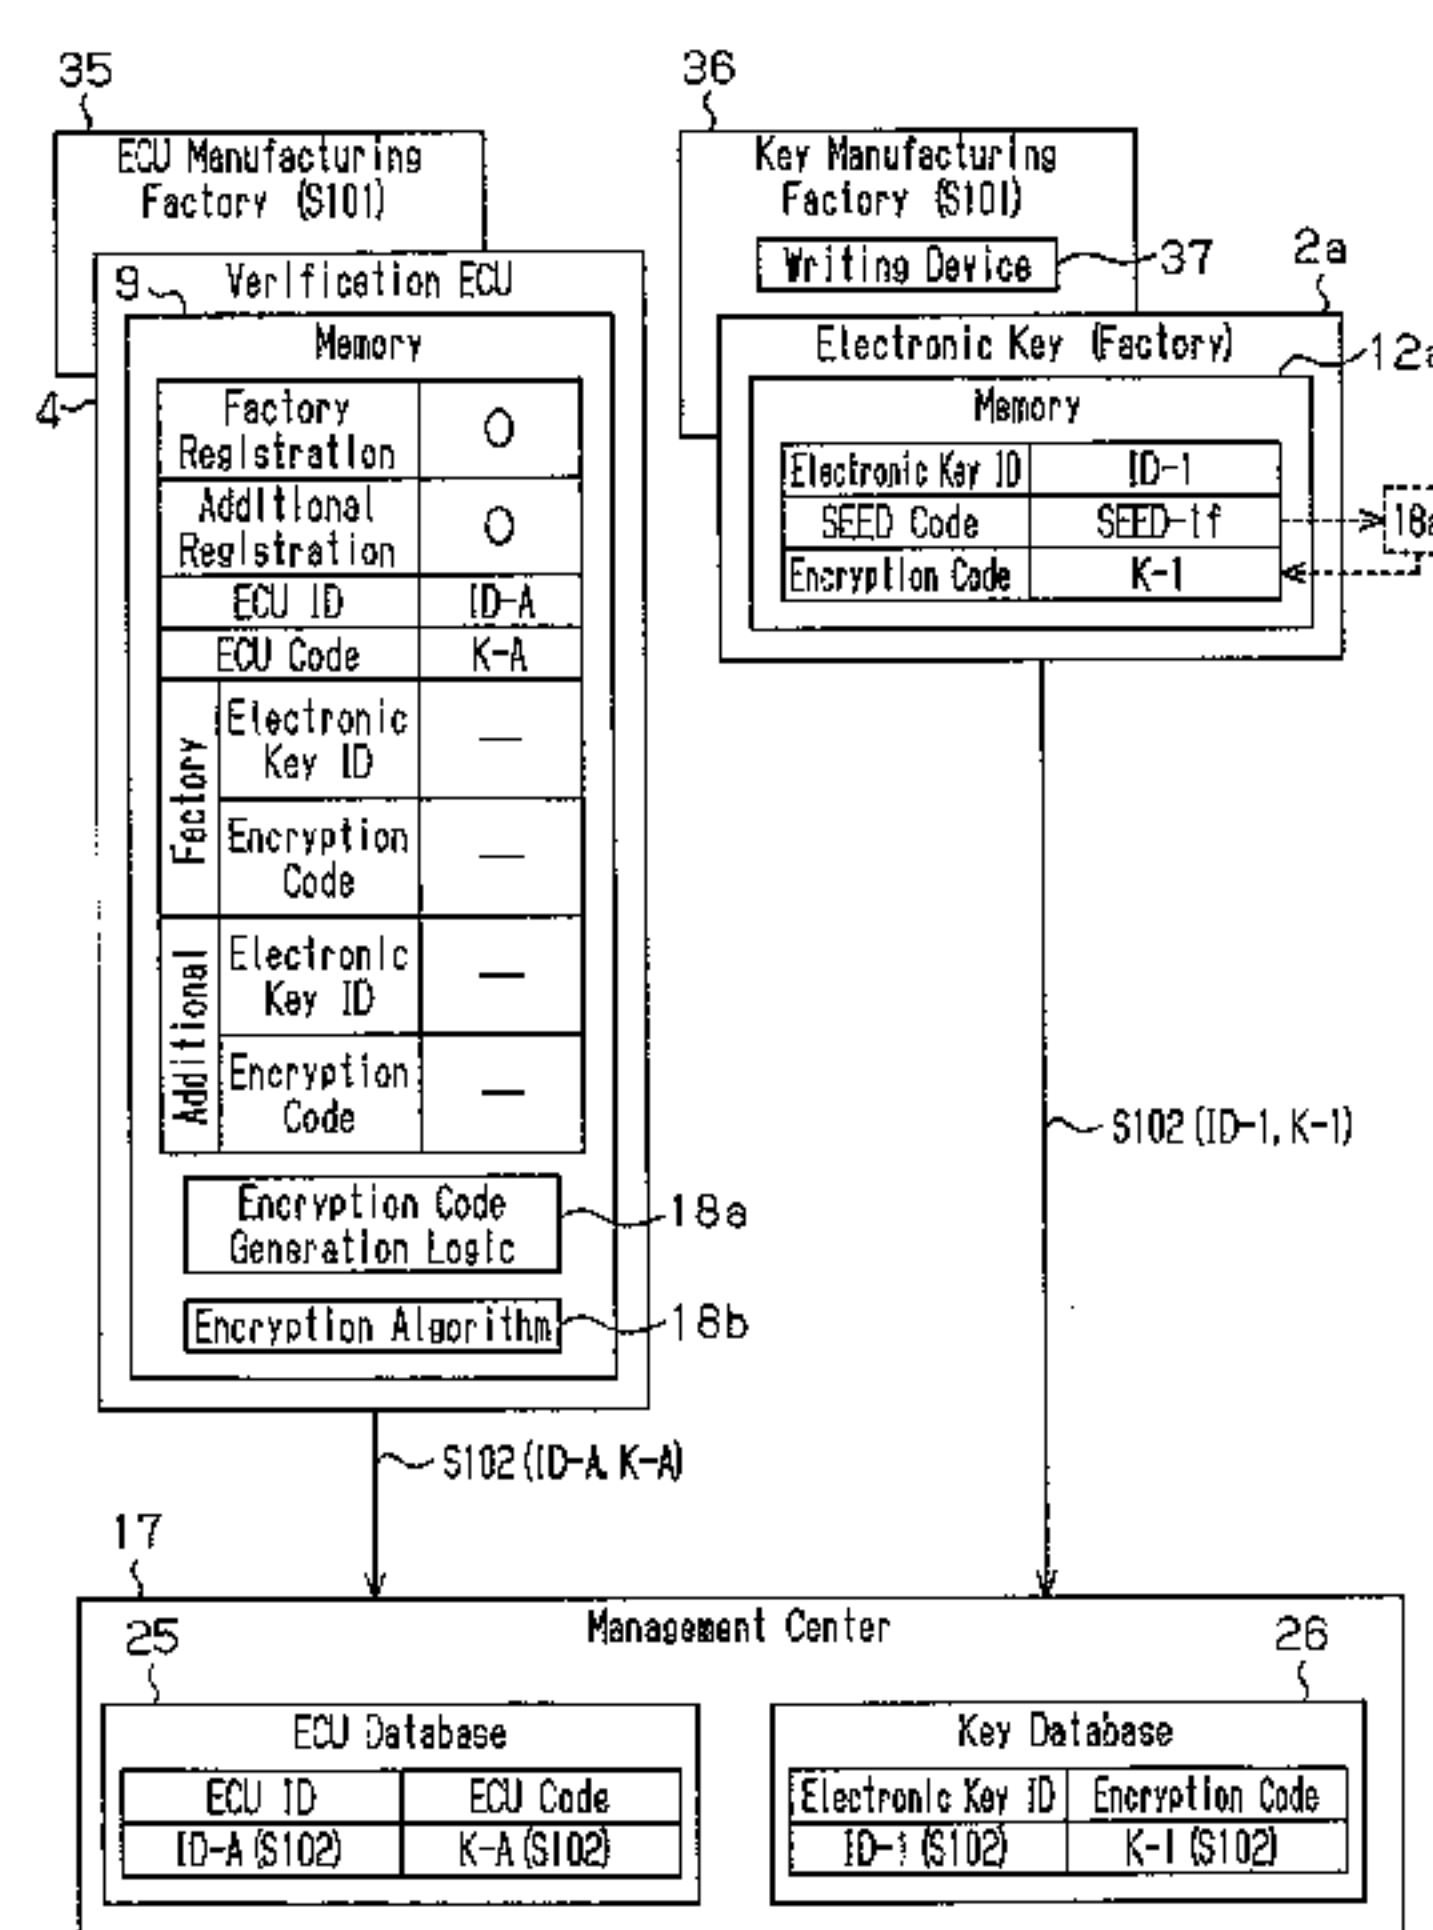 35
ECU Manufacturing
Factory (S101)
4
Verification ECU
9
Memory
Factory
Registration
○
Additional
Registration
○
ECU ID
ID-A
ECU Code
K-A
Factory
Electronic
Key ID
—
Encryption
Code
—
Additional
Electronic
Key ID
—
Encryption
Code
—
Encryption Code
Generation Logic
18a
Encryption Algorithm
18b
S102 (ID-A, K-A)
36
Key Manufacturing
Factory (S101)
Writing Device
37
2a
Electronic Key (Factory)
12a
Memory
Electronic Key ID
ID-1
SEED Code
SEED-1f
18a
Encryption Code
K-1
S102 (ID-1, K-1)
17
Management Center
25
ECU Database
ECU ID
ECU Code
ID-A (S102)
K-A (S102)
26
Key Database
Electronic Key ID
Encryption Code
ID-1 (S102)
K-1 (S102)